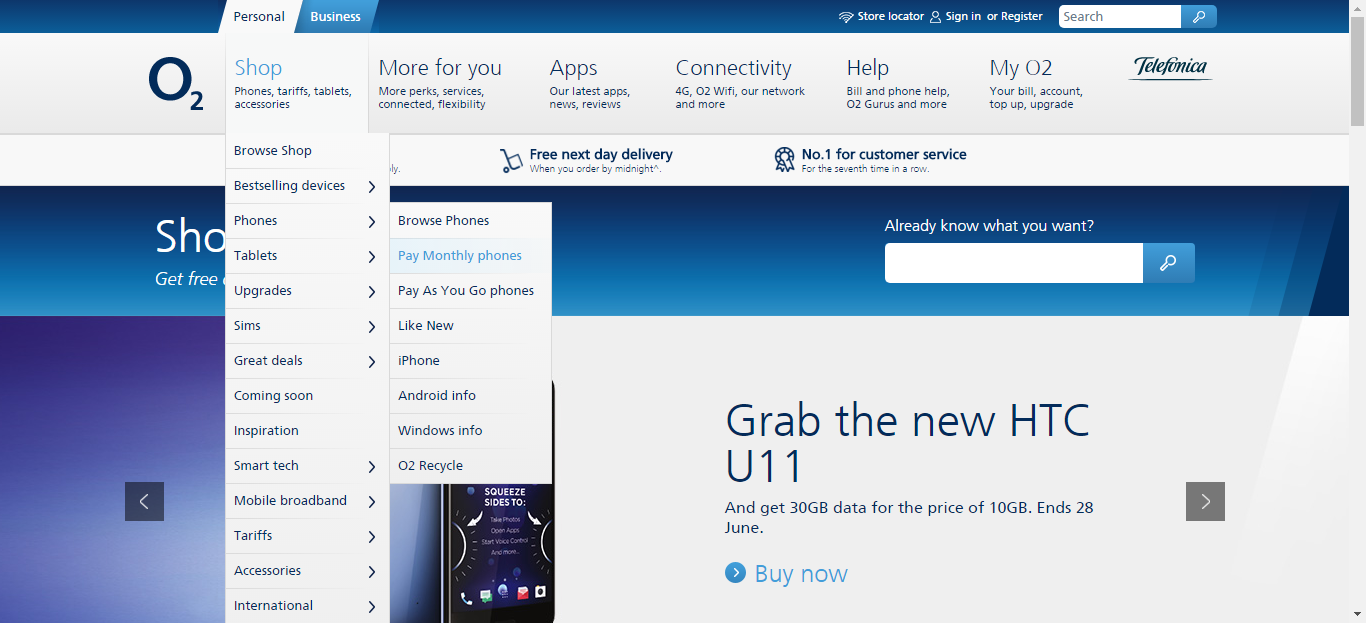 Personal
Business
Store locator
Sign in or Register
Search
O2
Shop
Phones, tariffs, tablets,
accessories
More for you
More perks, services,
connected, flexibility
Apps
Our latest apps,
news, reviews
Connectivity
4G, O2 Wifi, our network
and more
Help
Bill and phone help,
O2 Gurus and more
My O2
Your bill, account,
top up, upgrade
Telefónica
Free next day delivery
When you order by midnight^.
No.1 for customer service
For the seventh time in a row.
Sho
Get free
Already know what you want?
Browse Shop
Bestselling devices
Phones
Tablets
Upgrades
Sims
Great deals
Coming soon
Inspiration
Smart tech
Mobile broadband
Tariffs
Accessories
International
Browse Phones
Pay Monthly phones
Pay As You Go phones
Like New
iPhone
Android info
Windows info
O2 Recycle
SQUEEZE
SIDES TO:
Take Photos
Open Apps
Start Voice Control
And more...
Grab the new HTC
U11
And get 30GB data for the price of 10GB. Ends 28
June.
Buy now